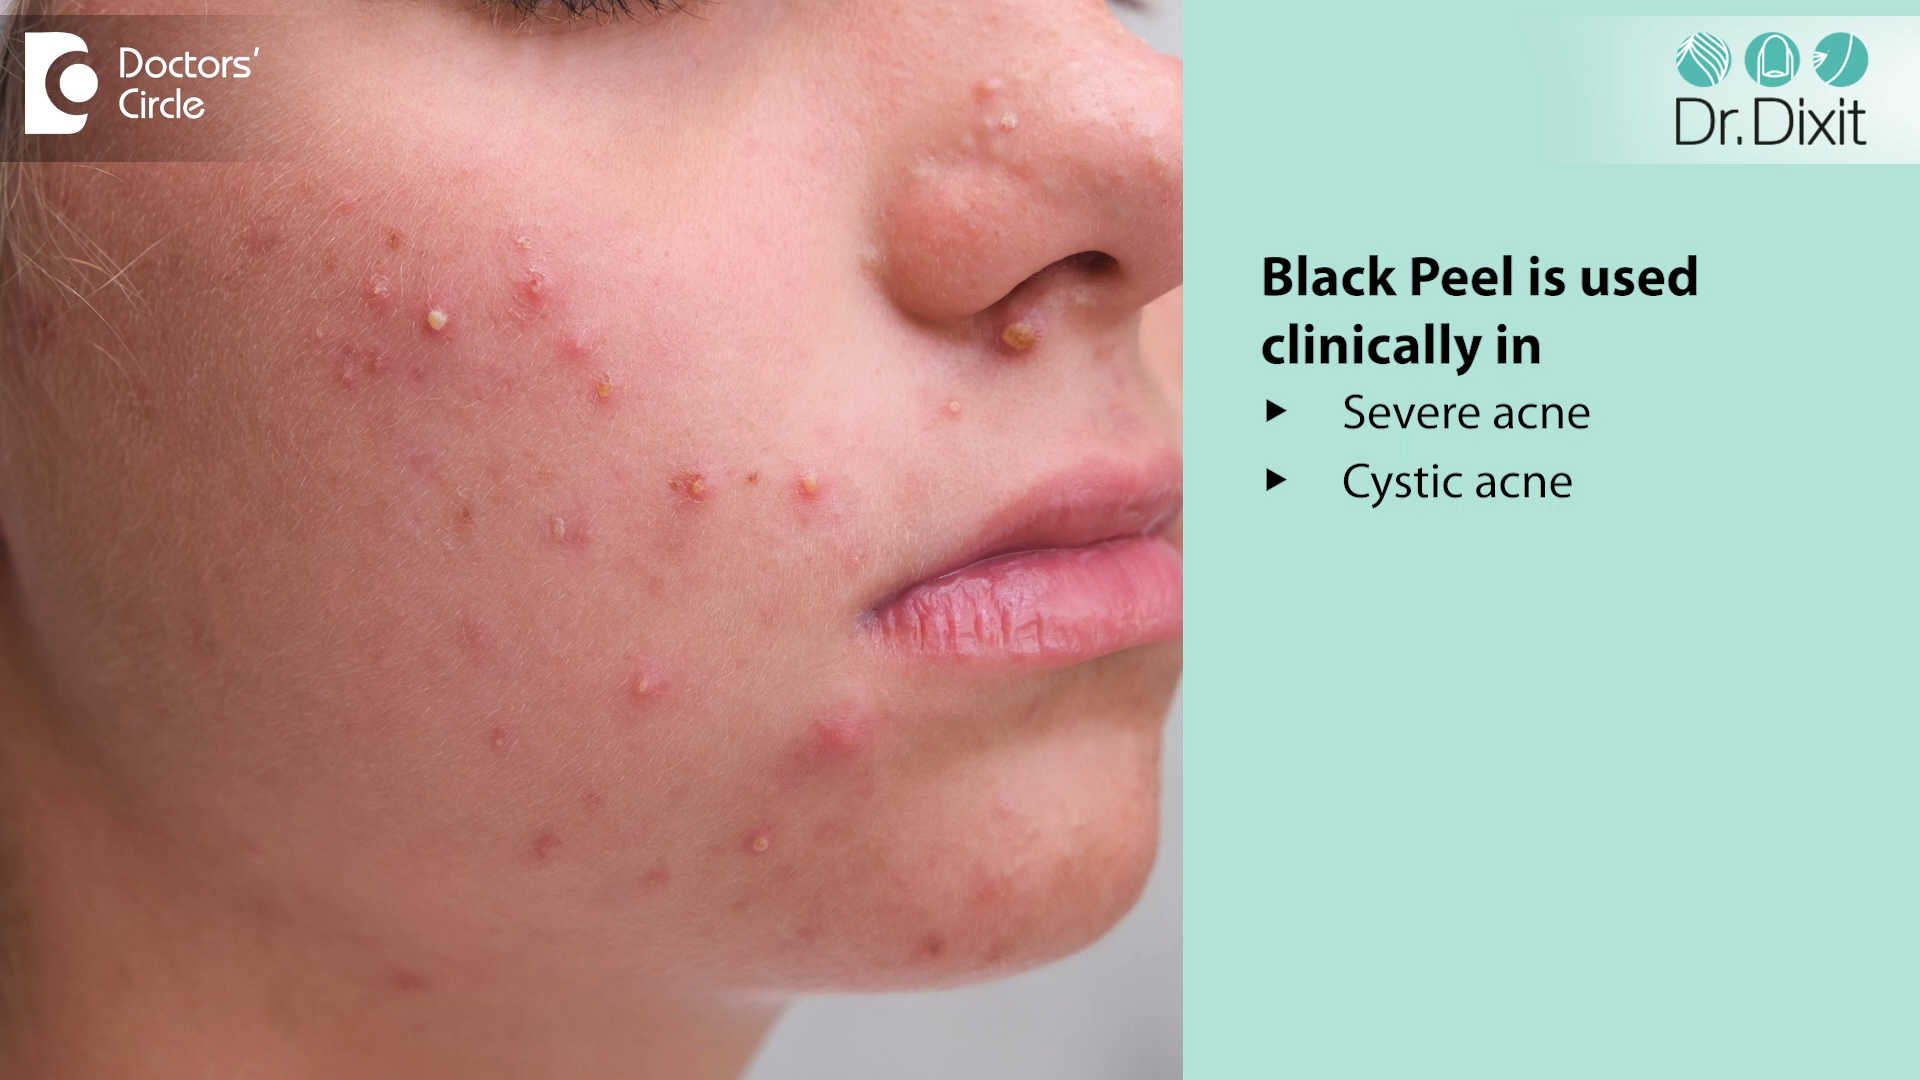 Doctors'
Circle
Dr. Dixit
Black Peel is used
clinically in
Severe acne
Cystic acne